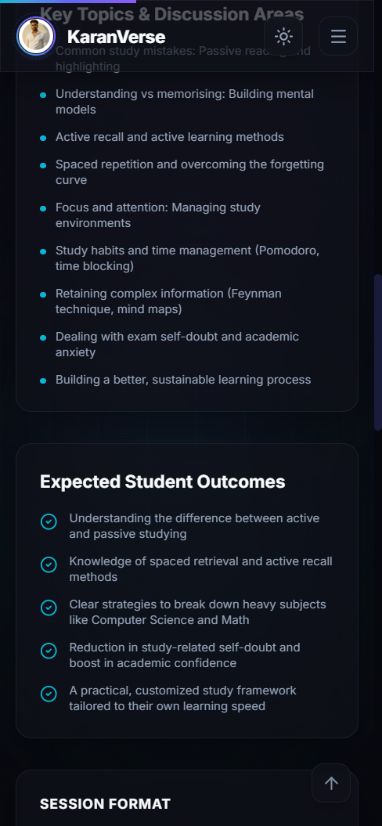 Key Topics & Discussion Areas
KaranVerse
Common study mistakes: Passive reading and
highlighting
Understanding vs memorising: Building mental
models
Active recall and active learning methods
Spaced repetition and overcoming the forgetting
curve
Focus and attention: Managing study
environments
Study habits and time management (Pomodoro,
time blocking)
Retaining complex information (Feynman
technique, mind maps)
Dealing with exam self-doubt and academic
anxiety
Building a better, sustainable learning process
Expected Student Outcomes
Understanding the difference between active
and passive studying
Knowledge of spaced retrieval and active recall
methods
Clear strategies to break down heavy subjects
like Computer Science and Math
Reduction in study-related self-doubt and
boost in academic confidence
A practical, customized study framework
tailored to their own learning speed
SESSION FORMAT